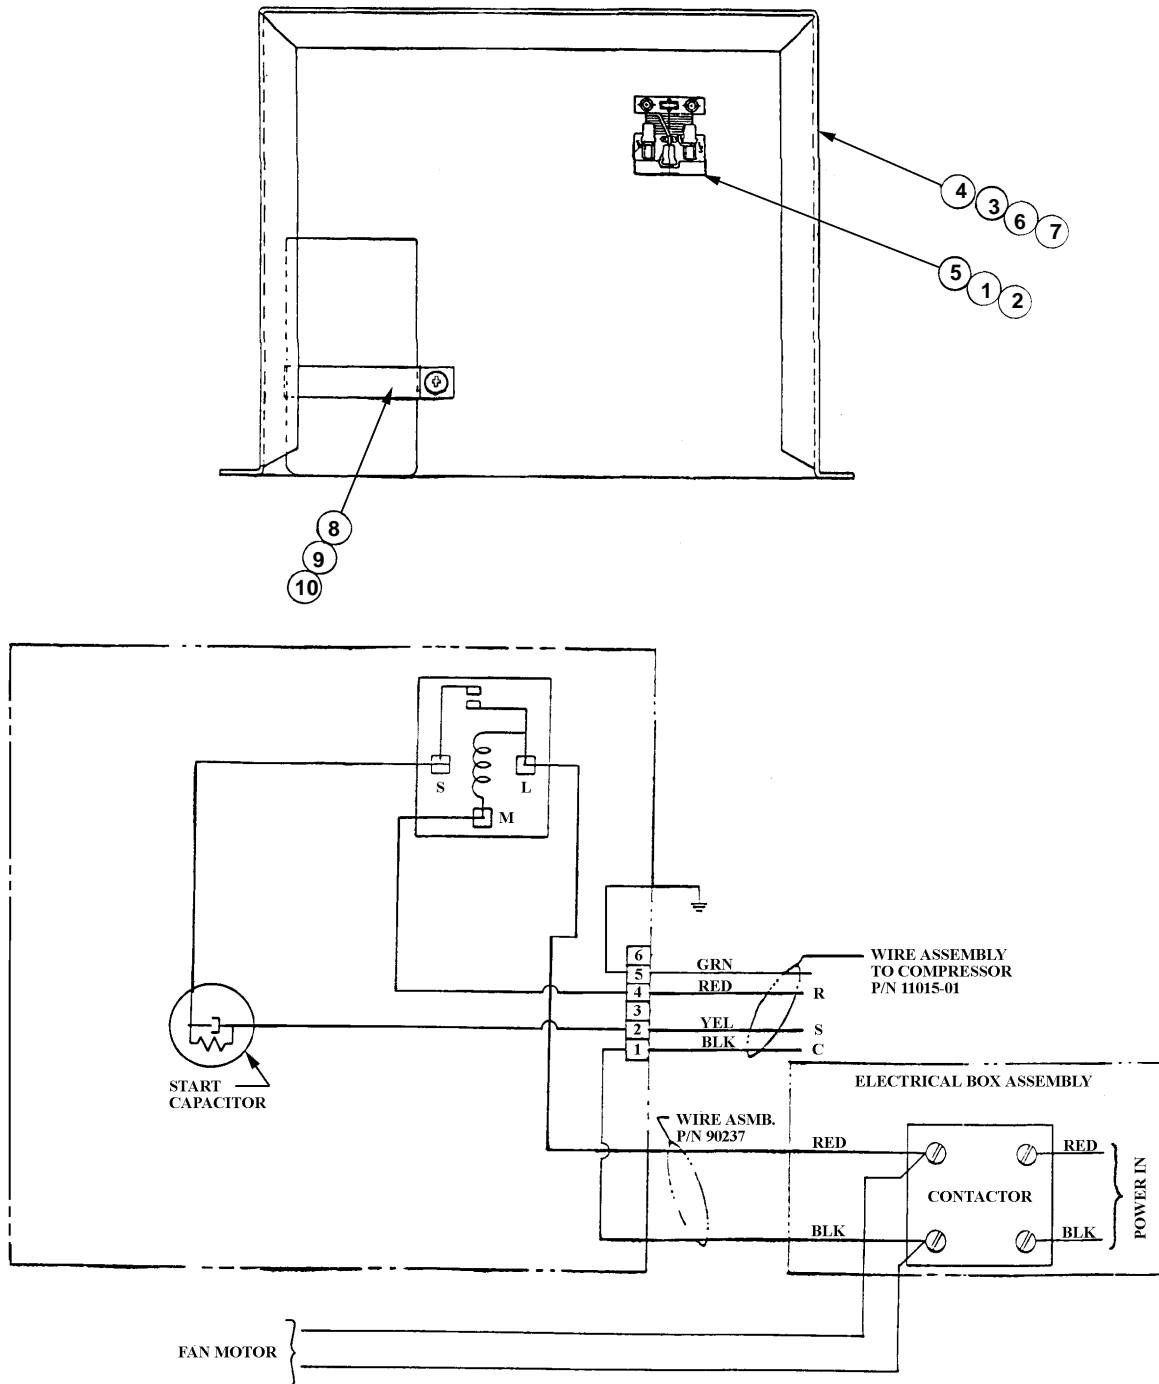 4
3
6
7
5
1
2
8
9
10
S
L
M
6
5
4
3
2
1
GRN
RED
YEL
BLK
R
S
C
WIRE ASSEMBLY
TO COMPRESSOR
P/N 11015-01
START
CAPACITOR
ELECTRICAL BOX ASSEMBLY
WIRE ASMB.
P/N 90237
RED
BLK
CONTACTOR
RED
BLK
POWER IN
FAN MOTOR